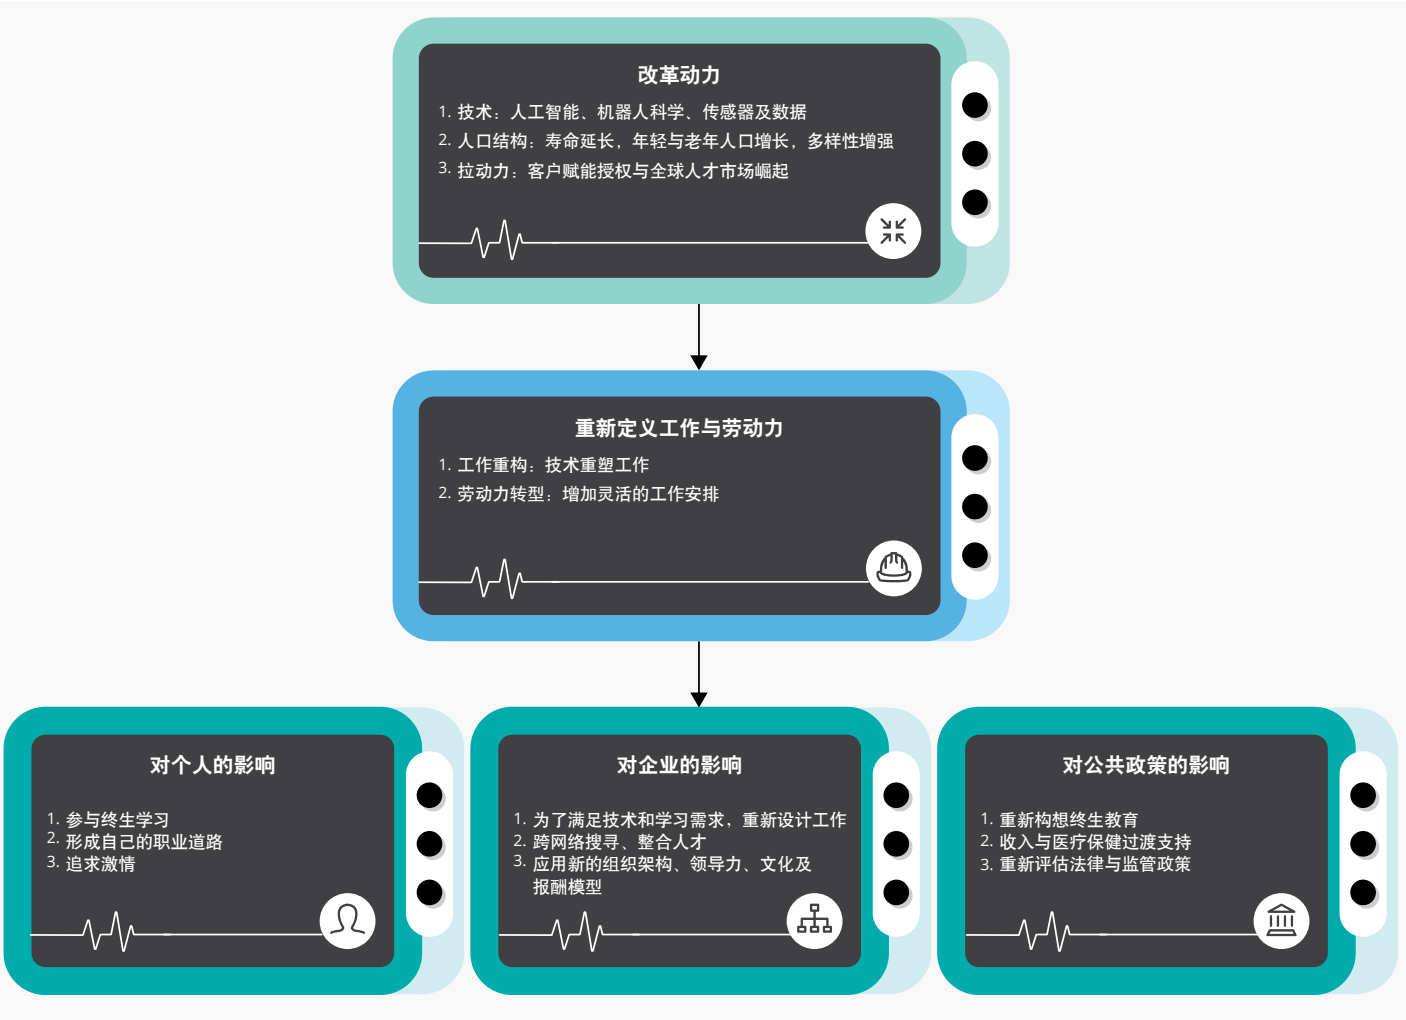 改革动力
1. 技术：人工智能、机器人科学、传感器及数据
2. 人口结构：寿命延长，年轻与老年人口增长，多样性增强
3. 拉动力：客户赋能授权与全球人才市场崛起
重新定义工作与劳动力
1. 工作重构：技术重塑工作
2. 劳动力转型：增加灵活的工作安排
对个人的影响
1. 参与终生学习
2. 形成自己的职业道路
3. 追求激情
对企业的影响
1. 为了满足技术和学习需求，重新设计工作
2. 跨网络搜寻、整合人才
3. 应用新的组织架构、领导力、文化及
报酬模型
对公共政策的影响
1. 重新构想终生教育
2. 收入与医疗保健过渡支持
3. 重新评估法律与监管政策